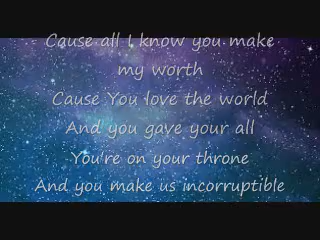 Cause all I know you make
my worth
Cause You love the world
And you gave your all
You're on your throne
And you make us incorruptible